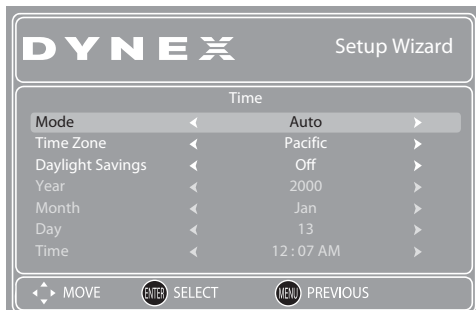 DYNEX Setup Wizard
Time
Mode Auto
Time Zone Pacific
Daylight Savings Off
Year 2000
Month Jan
Day 13
Time 12 : 07 AM
MOVE ENTER SELECT MENU PREVIOUS